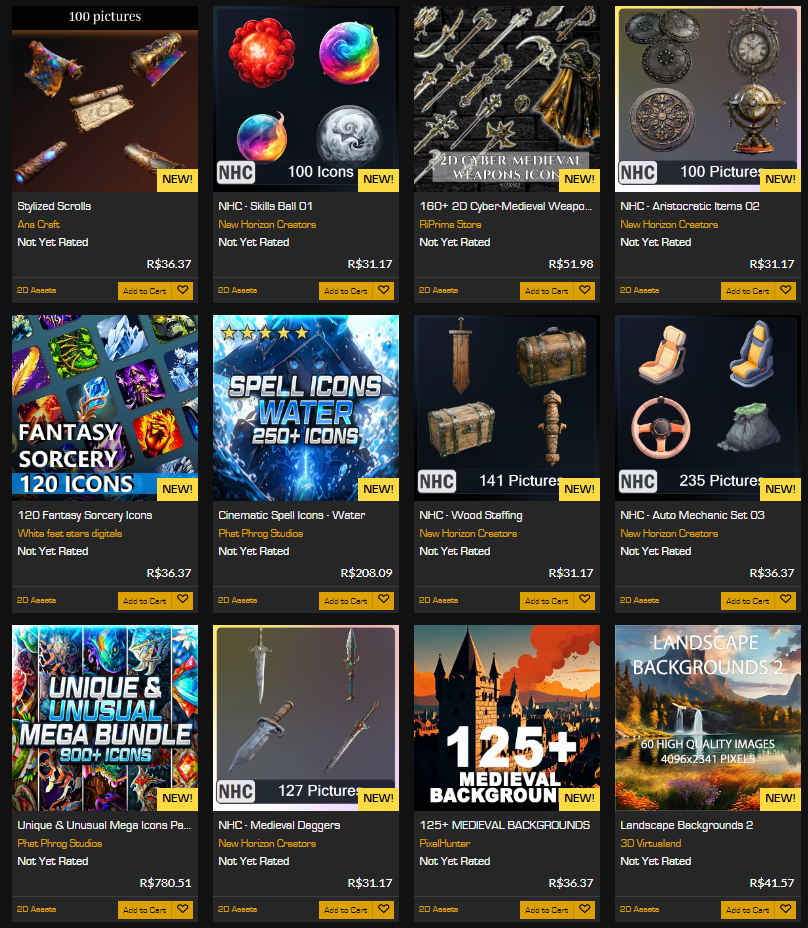 100 pictures
NEW!
Stylized Scrolls
Ana Craft
Not Yet Rated
R$36.37
2D Assets
Add to Cart
NHC
100 Icons
NEW!
NHC - Skills Ball 01
New Horizon Creators
Not Yet Rated
R$31.17
2D Assets
Add to Cart
2D CYBER MEDIEVAL
WEAPONS ICON
512X512
NEW!
160+ 2D Cyber-Medieval Weapo...
RiPrima Store
Not Yet Rated
R$51.98
2D Assets
Add to Cart
NHC
100 Pictures
NEW!
NHC - Aristocratic Items 02
New Horizon Creators
Not Yet Rated
R$31.17
2D Assets
Add to Cart
FANTASY
SORCERY
120 ICONS
NEW!
120 Fantasy Sorcery Icons
White fast stars digitals
Not Yet Rated
R$36.37
2D Assets
Add to Cart
SPELL ICONS
WATER
250+ ICONS
NEW!
Cinematic Spell Icons - Water
Phat Phrog Studios
Not Yet Rated
R$208.09
2D Assets
Add to Cart
NHC
141 Pictures
NEW!
NHC - Wood Staffing
New Horizon Creators
Not Yet Rated
R$31.17
2D Assets
Add to Cart
NHC
235 Pictures
NEW!
NHC - Auto Mechanic Set 03
New Horizon Creators
Not Yet Rated
R$36.37
2D Assets
Add to Cart
UNIQUE &
UNUSUAL
MEGA BUNDLE
900+ ICONS
NEW!
Unique & Unusual Mega Icons Pa...
Phat Phrog Studios
Not Yet Rated
R$780.51
2D Assets
Add to Cart
NHC
127 Pictures
NEW!
NHC - Medieval Daggers
New Horizon Creators
Not Yet Rated
R$31.17
2D Assets
Add to Cart
125+
MEDIEVAL
BACKGROUN
NEW!
125+ MEDIEVAL BACKGROUNDS
PixelHunter
Not Yet Rated
R$36.37
2D Assets
Add to Cart
LANDSCAPE
BACKGROUNDS 2
60 HIGH QUALITY IMAGES
4096x2341 PIXELS
NEW!
Landscape Backgrounds 2
3D Virtualand
Not Yet Rated
R$41.57
2D Assets
Add to Cart